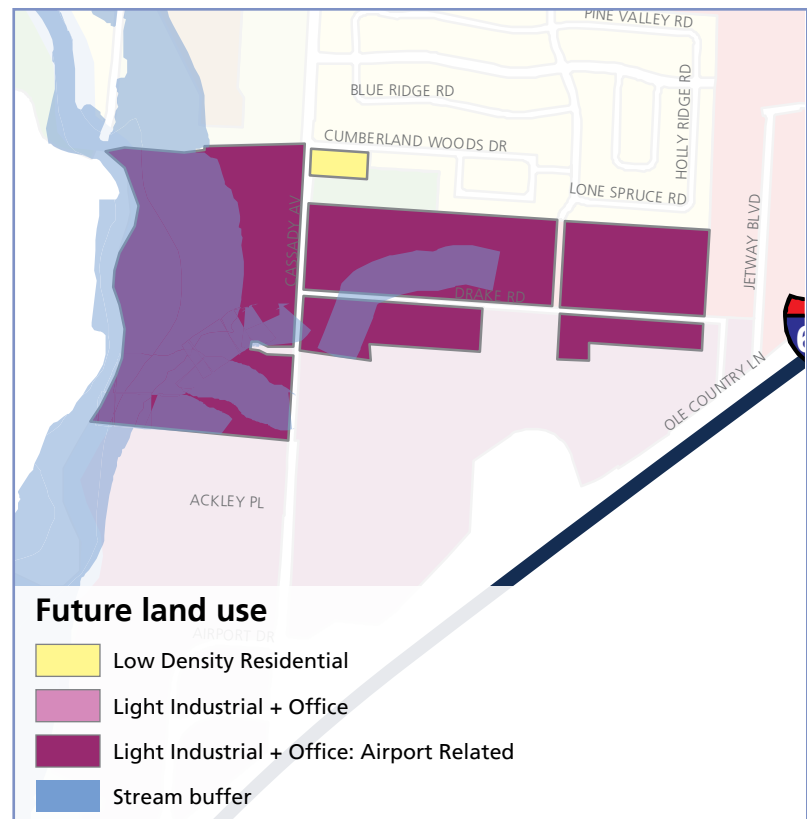 PINE VALLEY RD
BLUE RIDGE RD
HOLLY RIDGE RD
CUMBERLAND WOODS DR
LONE SPRUCE RD
JETWAY BLVD
CASSADY AV
DRAKE RD
6
OLE COUNTRY LN
ACKLEY PL
Future land use
AIRPORT DR
Low Density Residential
Light Industrial + Office
Light Industrial + Office: Airport Related
Stream buffer